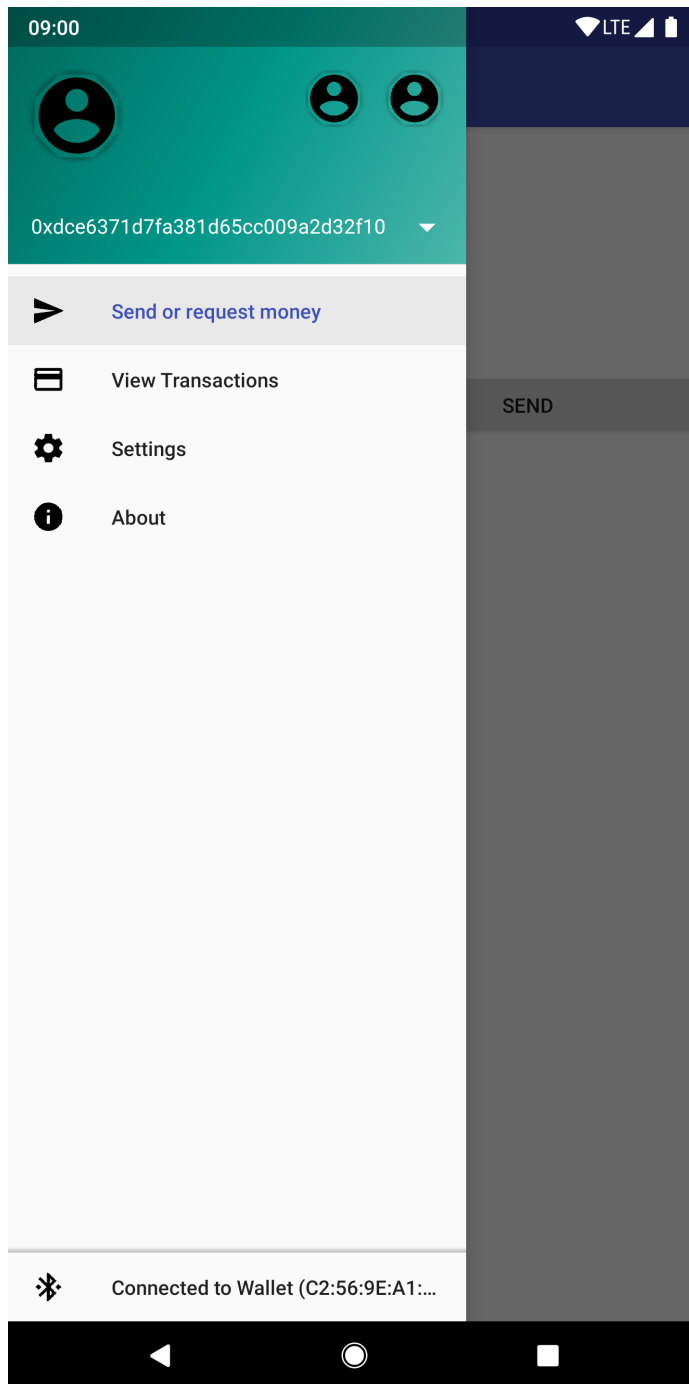 09:00
LTE
0xdce6371d7fa381d65cc009a2d32f10
Send or request money
View Transactions
SEND
Settings
About
Connected to Wallet (C2:56:9E:A1:...